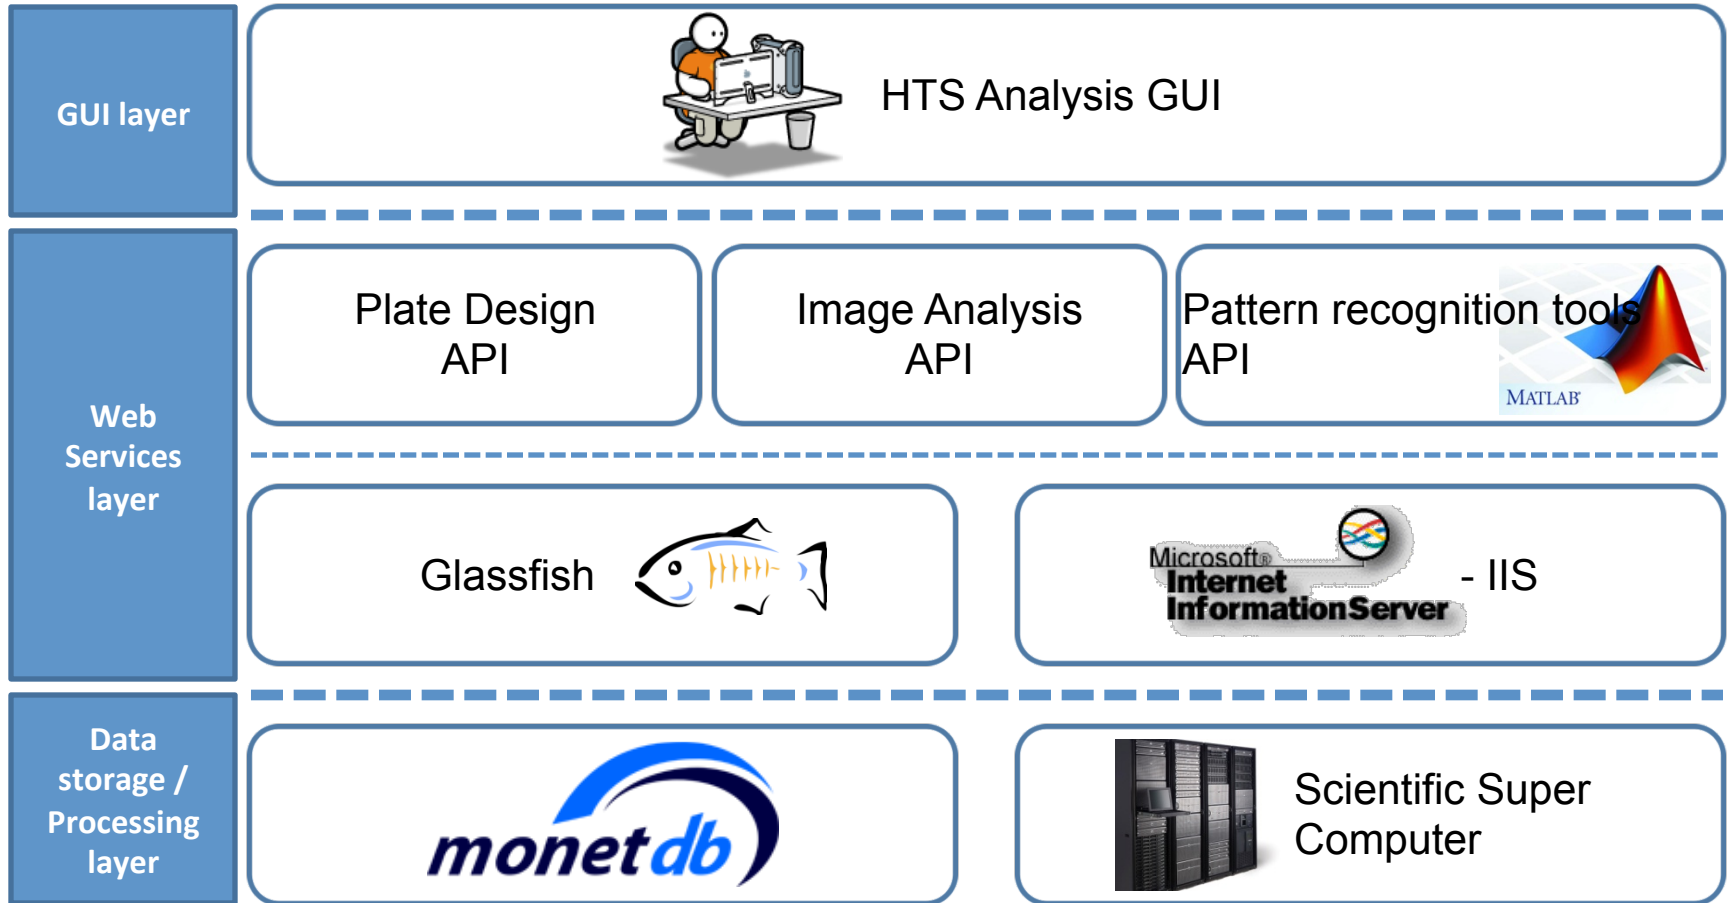 GUI layer
HTS Analysis GUI
Web
Services
layer
Plate Design
API
Image Analysis
API
Pattern recognition tools
API
MATLAB®
Glassfish
Microsoft®
Internet
InformationServer
- IIS
Data
storage /
Processing
layer
monetdb
Scientific Super
Computer